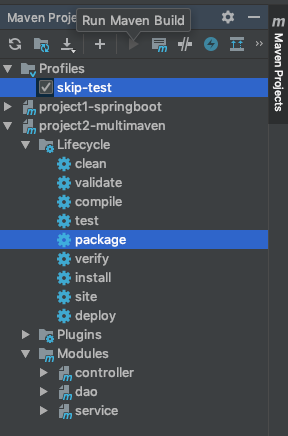 Maven Proj
Run Maven Build
Profiles
skip-test
project1-springboot
project2-multimaven
Lifecycle
clean
validate
compile
test
package
verify
install
site
deploy
Plugins
Modules
controller
dao
service
Maven Projects